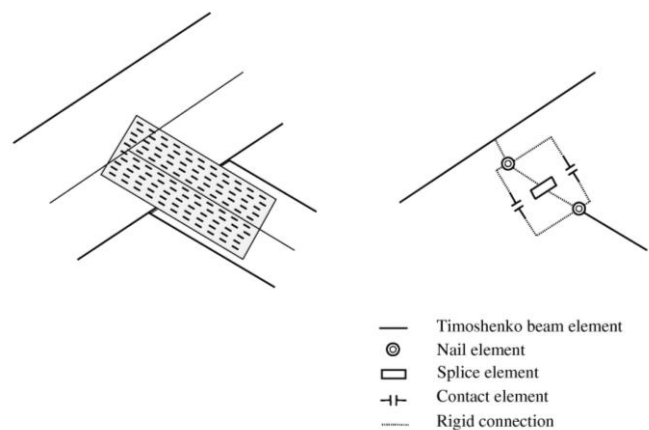 Timoshenko beam element
Nail element
Splice element
Contact element
Rigid connection